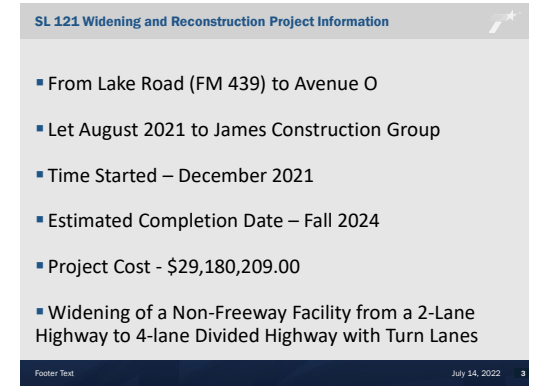 SL 121 Widening and Reconstruction Project Information
▪ From Lake Road (FM 439) to Avenue O
▪ Let August 2021 to James Construction Group
▪ Time Started – December 2021
▪ Estimated Completion Date – Fall 2024
▪ Project Cost - $29,180,209.00
▪ Widening of a Non-Freeway Facility from a 2-Lane
Highway to 4-lane Divided Highway with Turn Lanes
Footer Text July 14, 2022 3